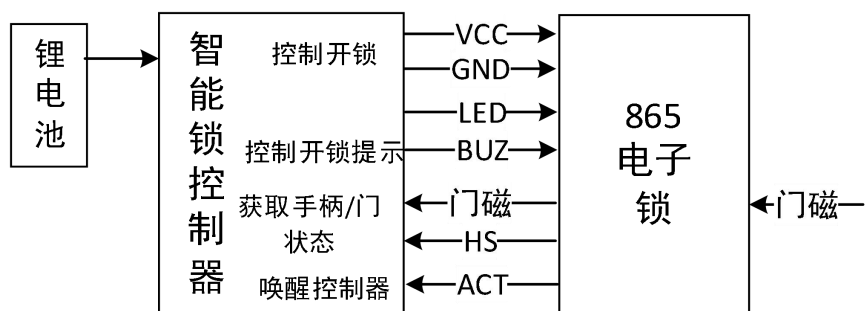 锂电池
智能锁控制器
控制开锁
控制开锁提示
获取手柄/门
状态
唤醒控制器
VCC
GND
LED
BUZ
门磁
HS
ACT
865
电子
锁
门磁